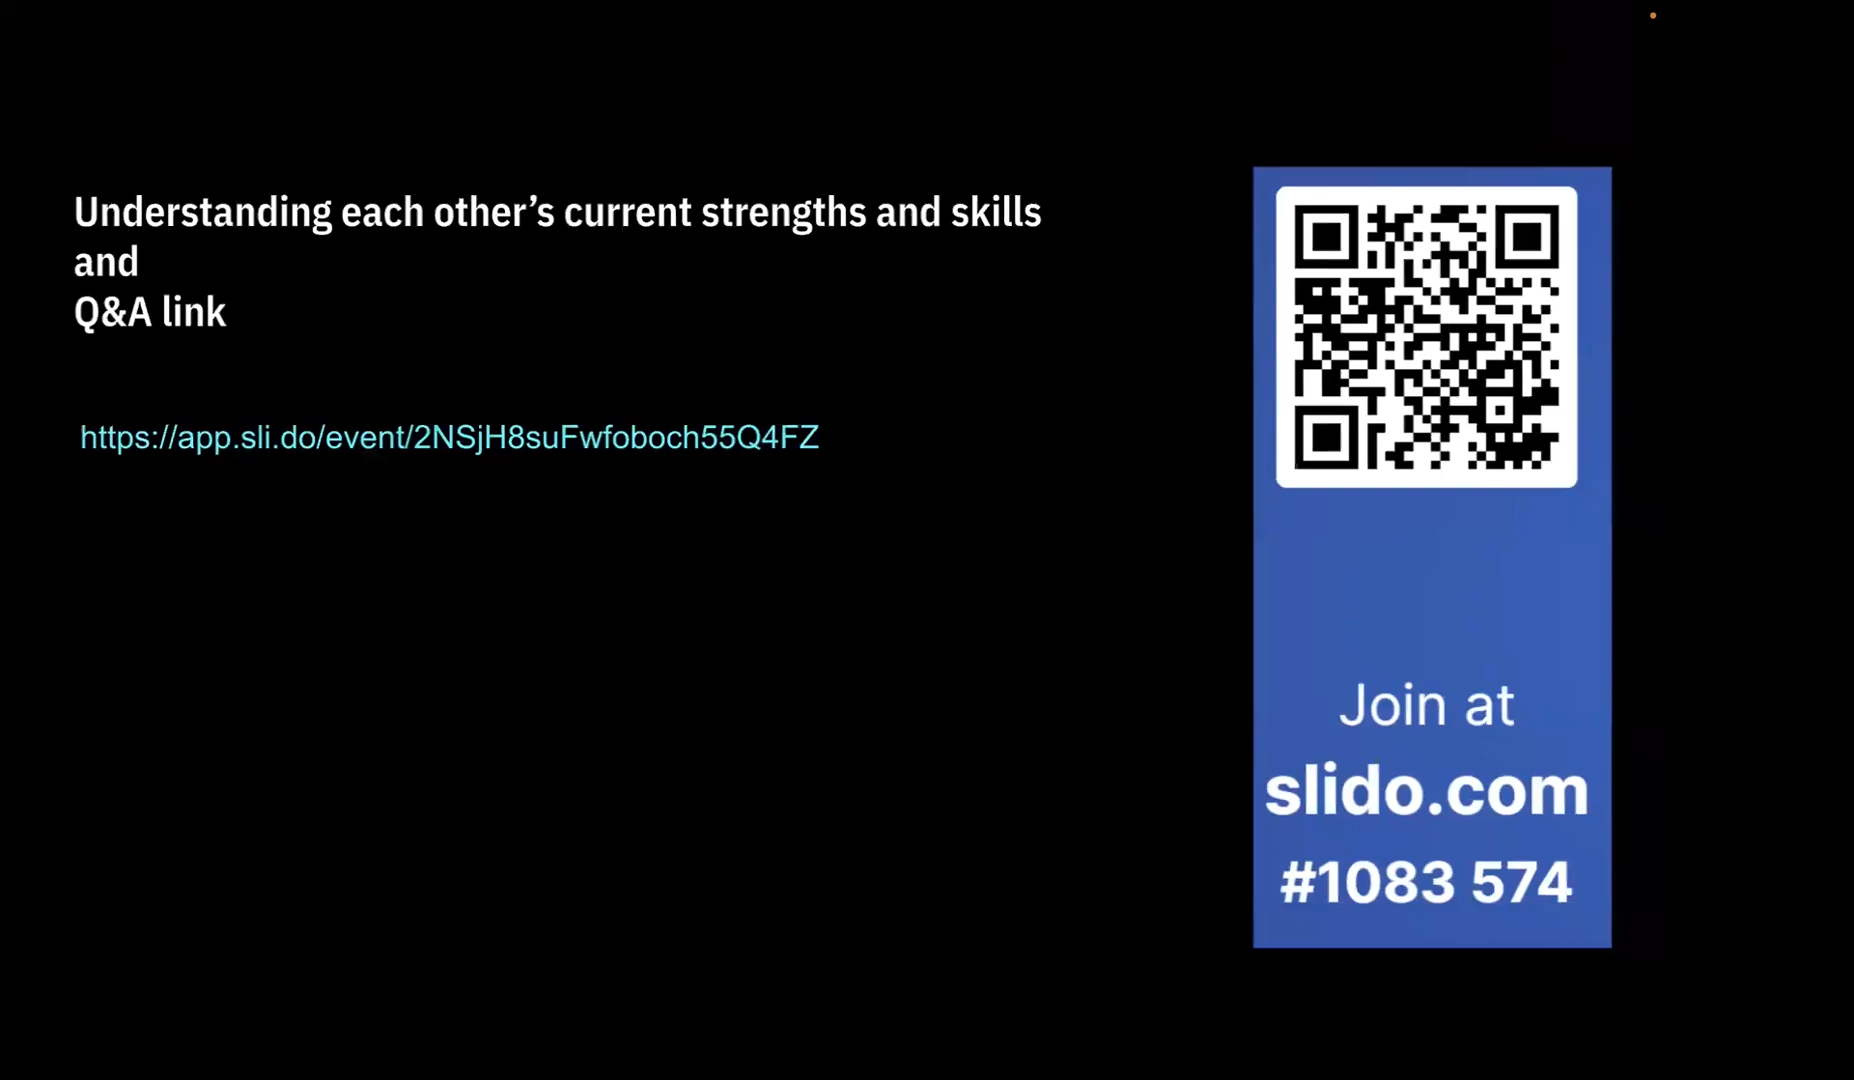 Understanding each other’s current strengths and skills
and
Q&A link
https://app.sli.do/event/2NSjH8suFwfoboch55Q4FZ
Join at
slido.com
#1083 574